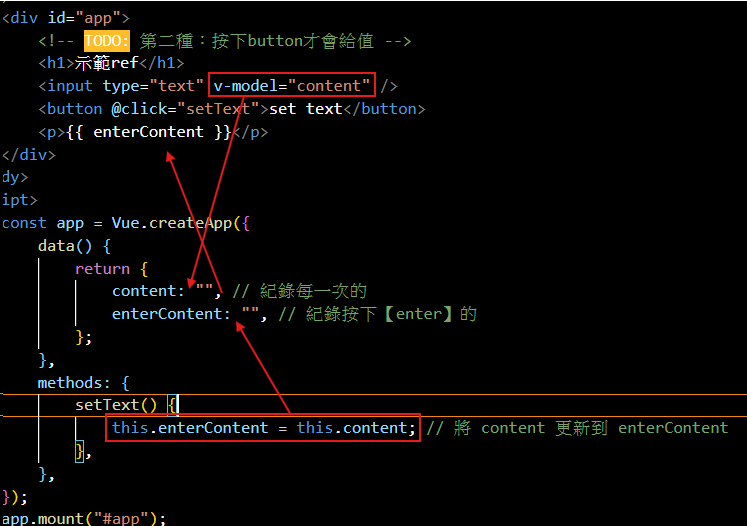 <div id="app">
<!-- TODO: 第二種：按下button才會給值 -->
<h1>示範ref</h1>
<input type="text" v-model="content" />
<button @click="setText">set text</button>
<p>{{ enterContent }}</p>
</div>
dy>
ipt>
const app = Vue.createApp({
data() {
return {
content: "", // 紀錄每一次的
enterContent: "", // 紀錄按下【enter】的
};
},
methods: {
setText() {
this.enterContent = this.content; // 將 content 更新到 enterContent
},
},
});
app.mount("#app");